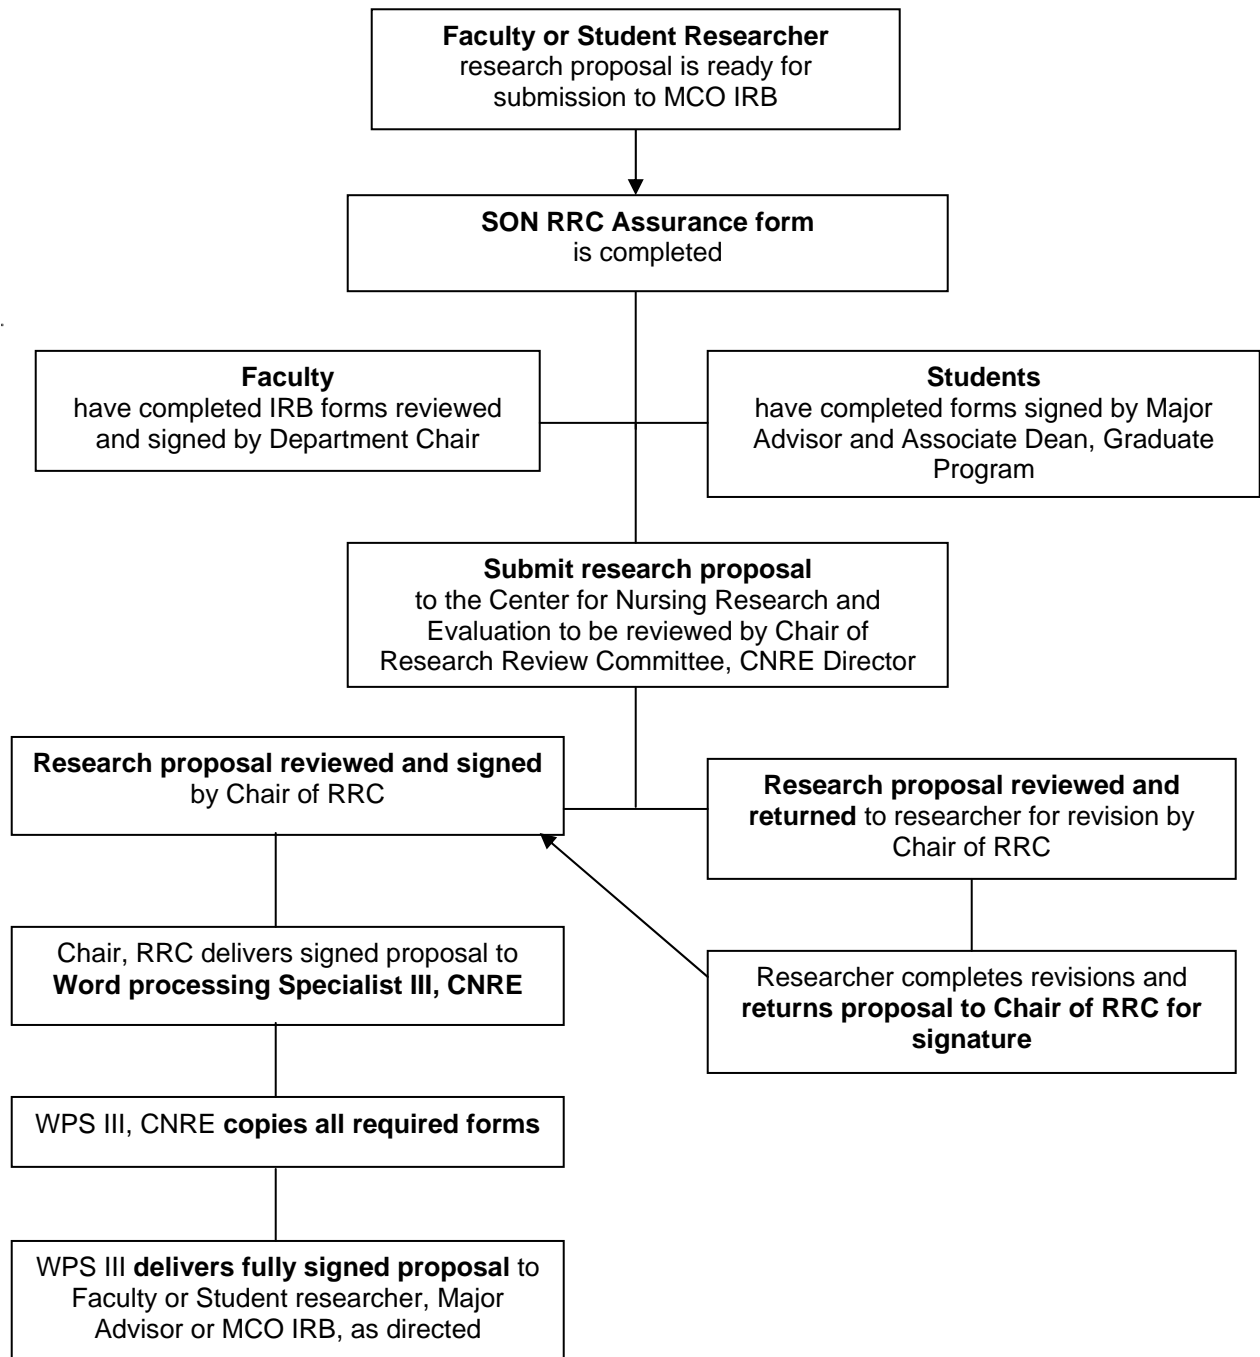 Faculty or Student Researcher
research proposal is ready for
submission to MCO IRB
SON RRC Assurance form
is completed
Faculty
have completed IRB forms reviewed
and signed by Department Chair
Students
have completed forms signed by Major
Advisor and Associate Dean, Graduate
Program
Submit research proposal
to the Center for Nursing Research and
Evaluation to be reviewed by Chair of
Research Review Committee, CNRE Director
Research proposal reviewed and signed
by Chair of RRC
Research proposal reviewed and
returned to researcher for revision by
Chair of RRC
Chair, RRC delivers signed proposal to
Word processing Specialist III, CNRE
Researcher completes revisions and
returns proposal to Chair of RRC for
signature
WPS III, CNRE copies all required forms
WPS III delivers fully signed proposal to
Faculty or Student researcher, Major
Advisor or MCO IRB, as directed